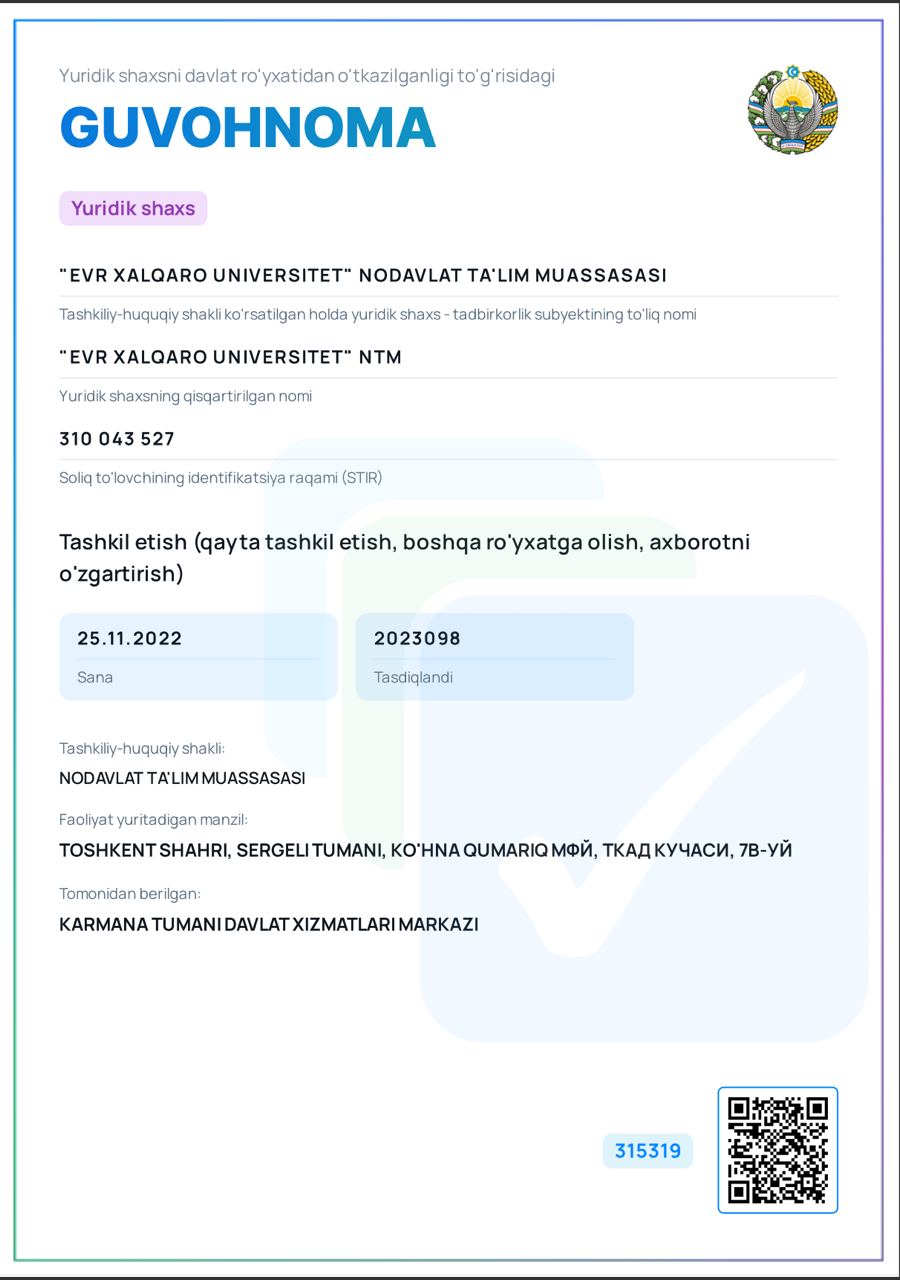 Yuridik shaxsni davlat ro'yxatidan o'tkazilganligi to'g'risidagi
GUVOHNOMA
Yuridik shaxs
"EVR XALQARO UNIVERSITET" NODAVLAT TA'LIM MUASSASASI
Tashkiliy-huquqiy shakli ko'rsatilgan holda yuridik shaxs - tadbirkorlik subyektining to'liq nomi
"EVR XALQARO UNIVERSITET" NTM
Yuridik shaxsning qisqartirilgan nomi
310 043 527
Soliq to'lovchining identifikatsiya raqami (STIR)
Tashkil etish (qayta tashkil etish, boshqa ro'yxatga olish, axborotni
o'zgartirish)
25.11.2022
Sana
2023098
Tasdiqlandi
Tashkiliy-huquqiy shakli:
NODAVLAT TA'LIM MUASSASASI
Faoliyat yuritadigan manzil:
TOSHKENT SHAHRI, SERGELI TUMANI, KO'HNA QUMARIQ МФЙ, ТКАД КУЧАСИ, 7В-УЙ
Tomonidan berilgan:
KARMANA TUMANI DAVLAT XIZMATLARI MARKAZI
315319